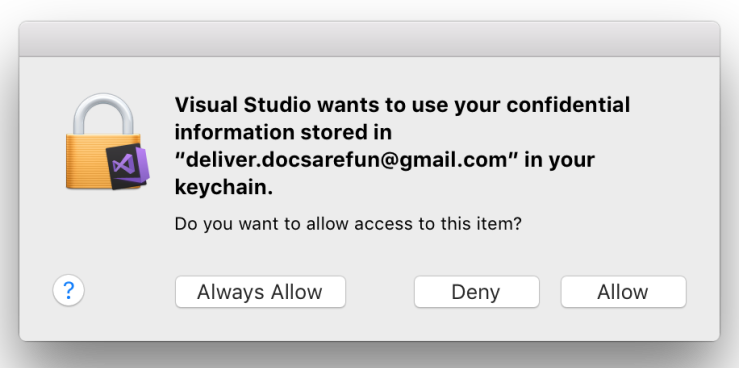 Visual Studio wants to use your confidential
information stored in
“deliver.docsarefun@gmail.com” in your
keychain.
Do you want to allow access to this item?
?
Always Allow
Deny
Allow